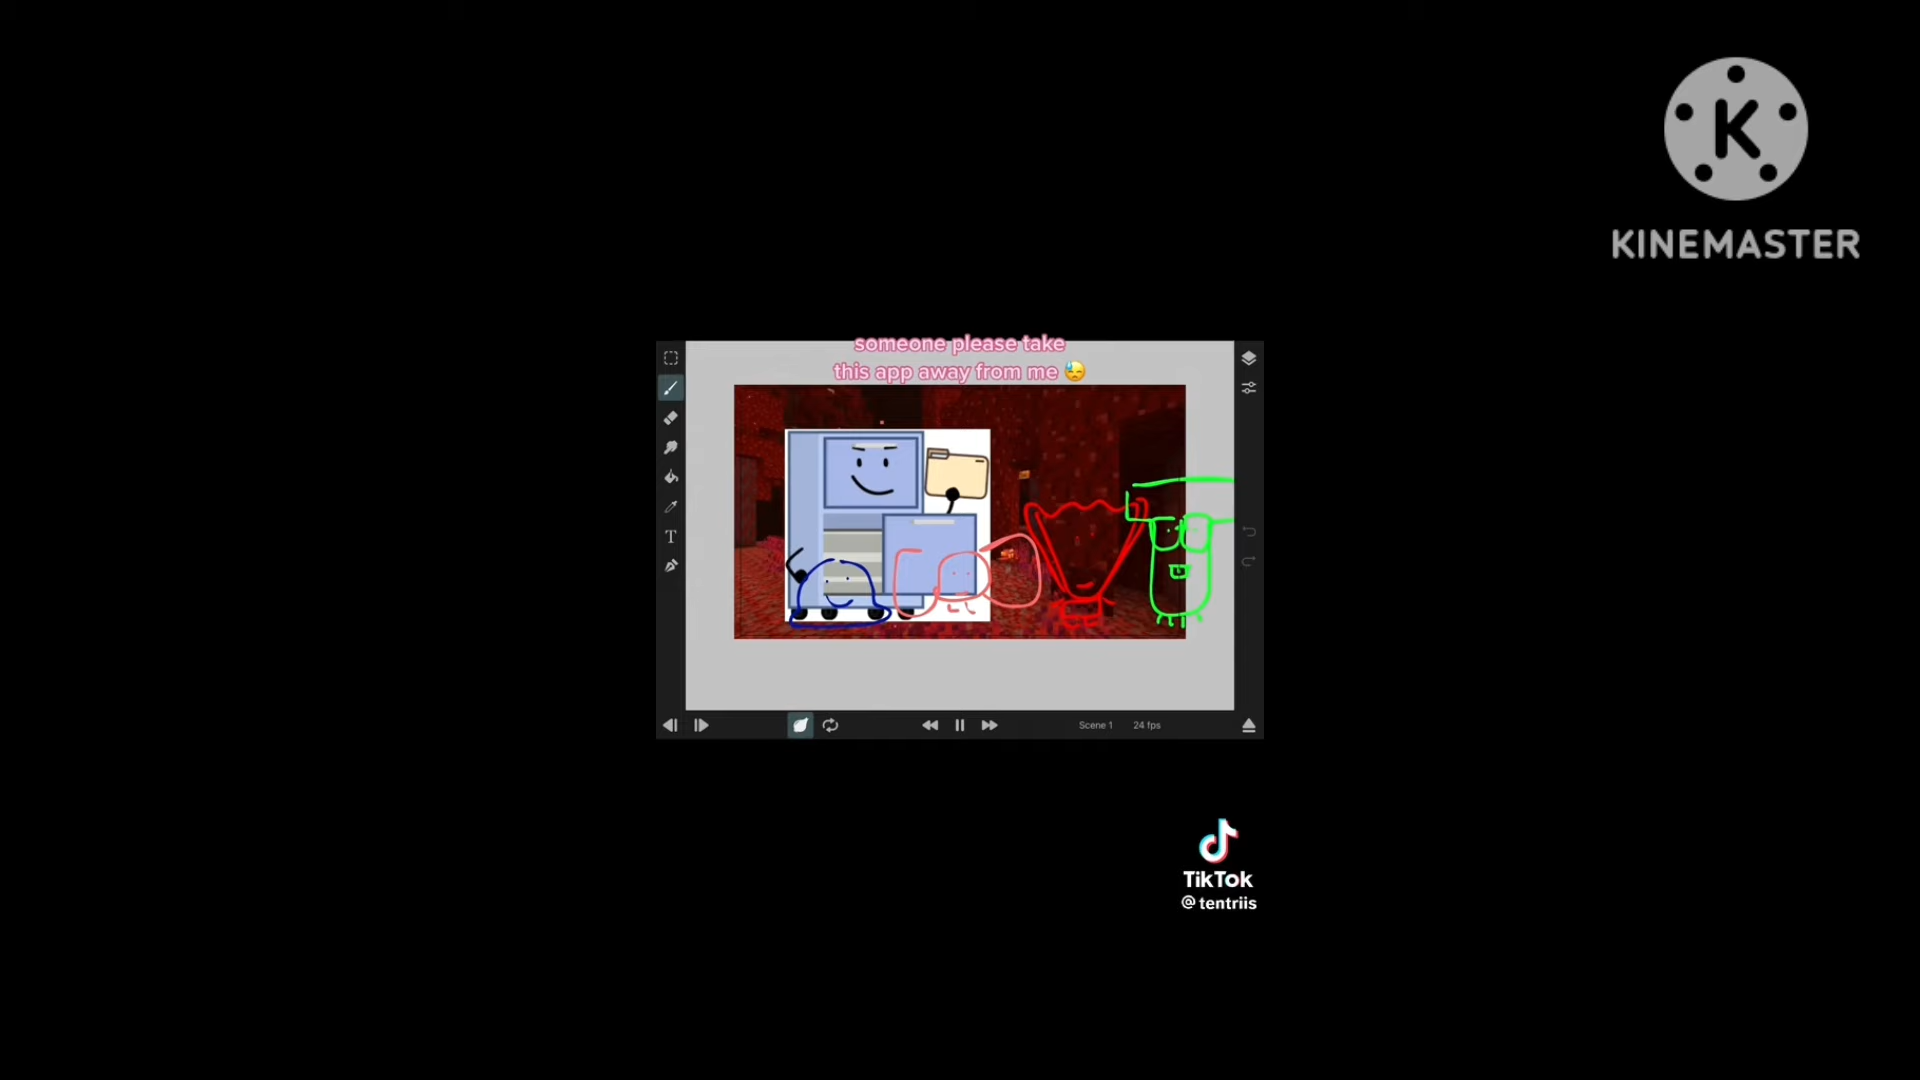 K
KINEMASTER
someone please take
this app away from me 😓
T
Scene 1 24 fps
TikTok
@tentriis